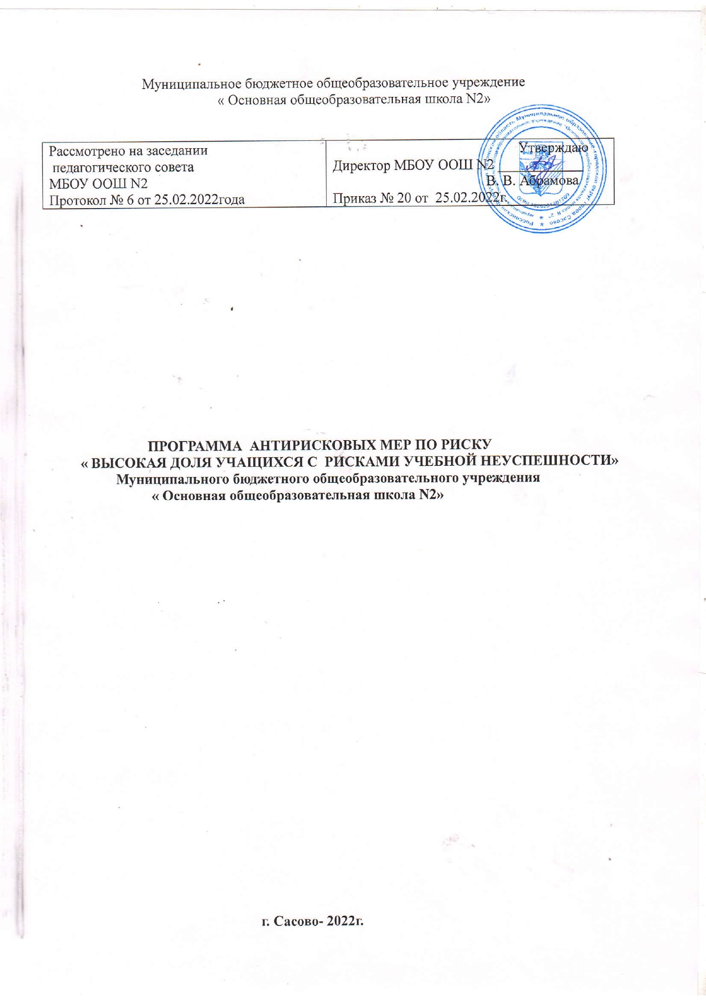 Муниципальное бюджетное общеобразовательное учреждение
« Основная общеобразовательная школа N2»
Рассмотрено на заседании
педагогического совета
МБОУ ООШ N2
Протокол № 6 от 25.02.2022года
Утверждаю
Директор МБОУ ООШ N2 ____________
В. В. Абрамова
Приказ № 20 от  25.02.2022г.
ПРОГРАММА  АНТИРИСКОВЫХ МЕР ПО РИСКУ
« ВЫСОКАЯ ДОЛЯ УЧАЩИХСЯ С  РИСКАМИ УЧЕБНОЙ НЕУСПЕШНОСТИ»
Муниципального бюджетного общеобразовательного учреждения
« Основная общеобразовательная школа N2»
г. Сасово- 2022г.